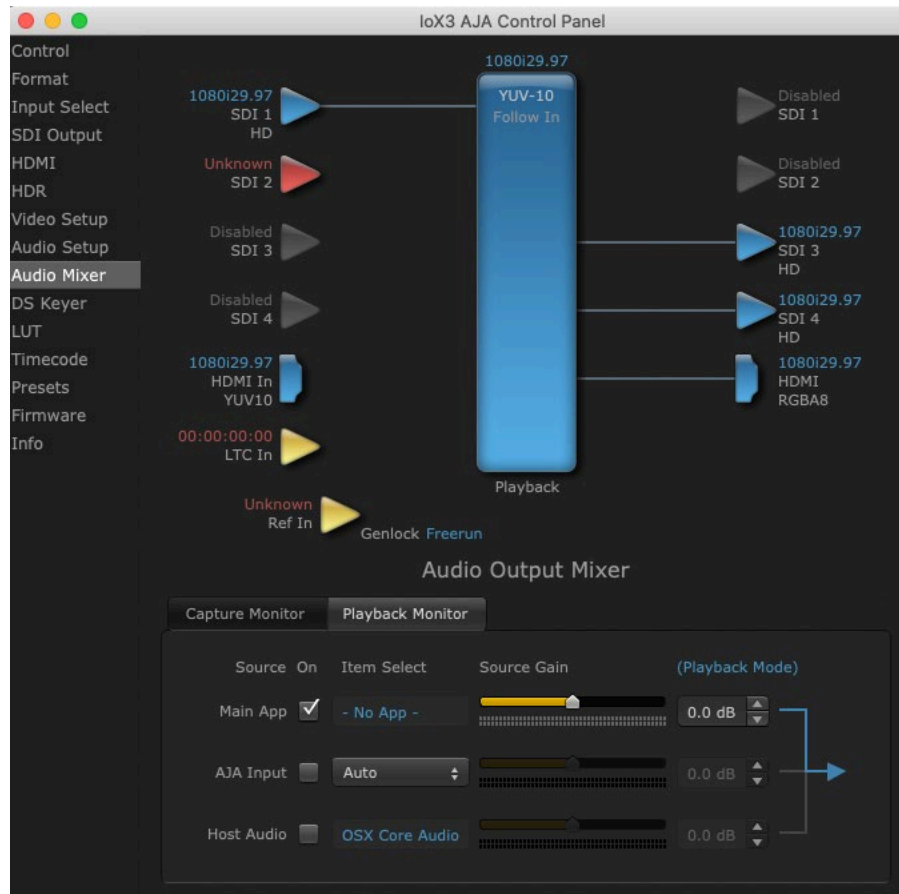 IoX3 AJA Control Panel
Control
Format
Input Select
SDI Output
HDMI
HDR
Video Setup
Audio Setup
Audio Mixer
DS Keyer
LUT
Timecode
Presets
Firmware
Info
1080i29.97
SDI 1
HD
Unknown
SDI 2
Disabled
SDI 3
Disabled
SDI 4
1080i29.97
HDMI In
YUV10
00:00:00:00
LTC In
Unknown
Ref In
Genlock Freerun
1080i29.97
YUV-10
Follow In
Playback
Disabled
SDI 1
Disabled
SDI 2
1080i29.97
SDI 3
HD
1080i29.97
SDI 4
HD
1080i29.97
HDMI
RGBA8
Audio Output Mixer
Capture Monitor Playback Monitor
Source On Item Select Source Gain (Playback Mode)
Main App - No App - 0.0 dB
AJA Input Auto 0.0 dB
Host Audio OSX Core Audio 0.0 dB